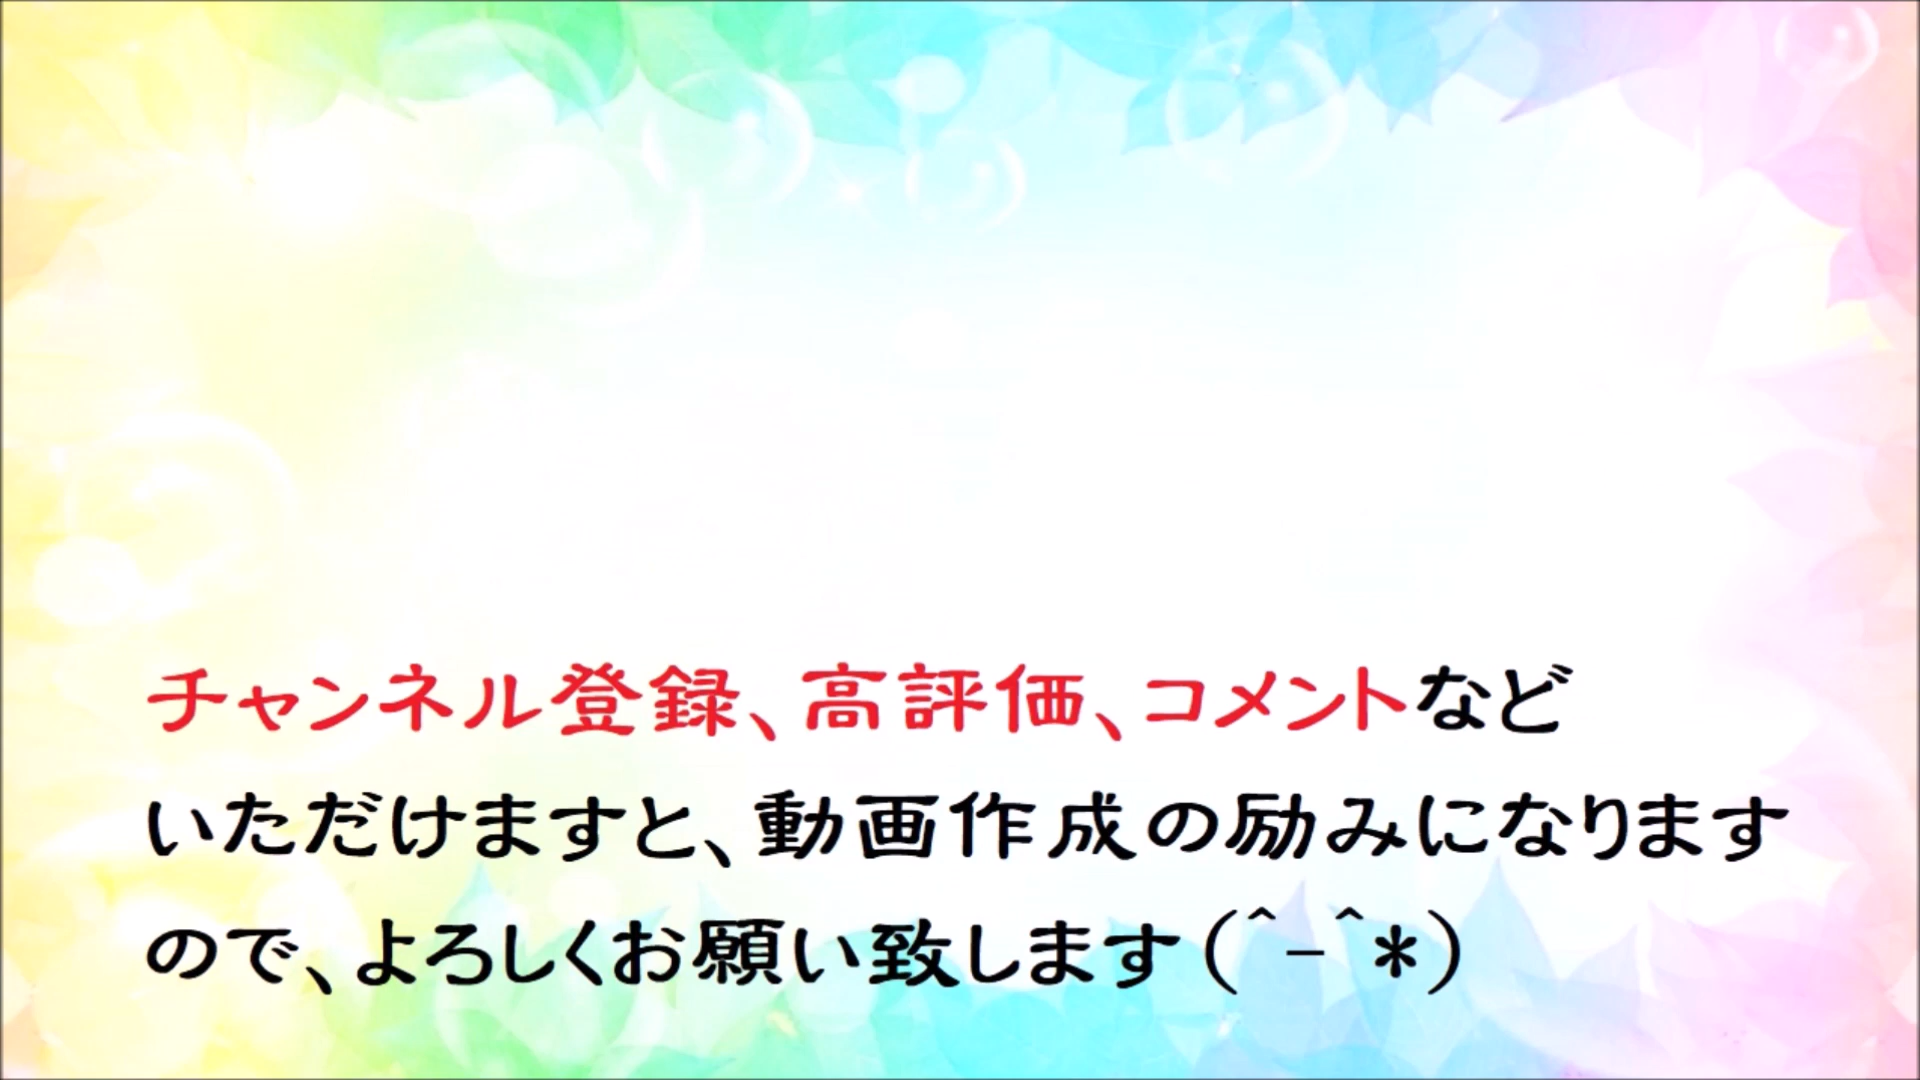 チャンネル登録、高評価、コメントなど
いただけますと、動画作成の励みになります
ので、よろしくお願い致します(^-^*)